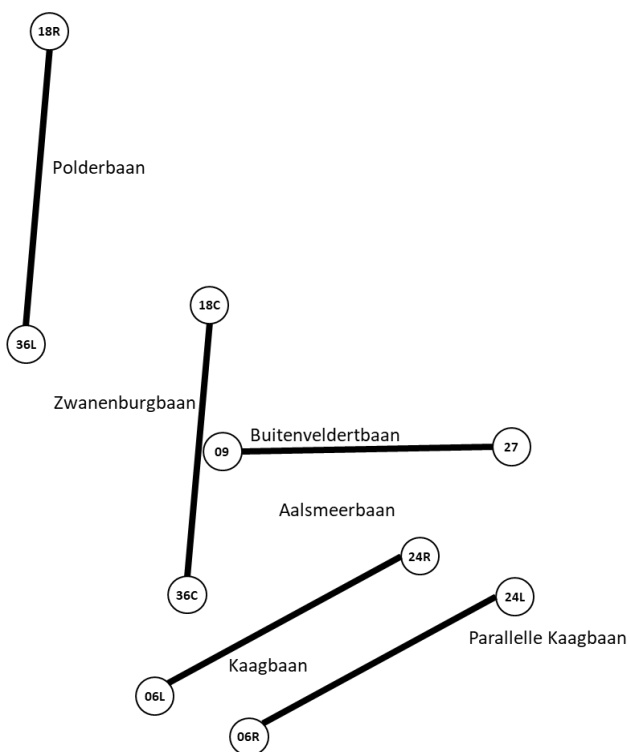 18R
Polderbaan
36L
18C
Zwanenburgbaan
Buitenveldertbaan
09
27
Aalsmeerbaan
24R
36C
24L
Parallelle Kaagbaan
Kaagbaan
06L
06R